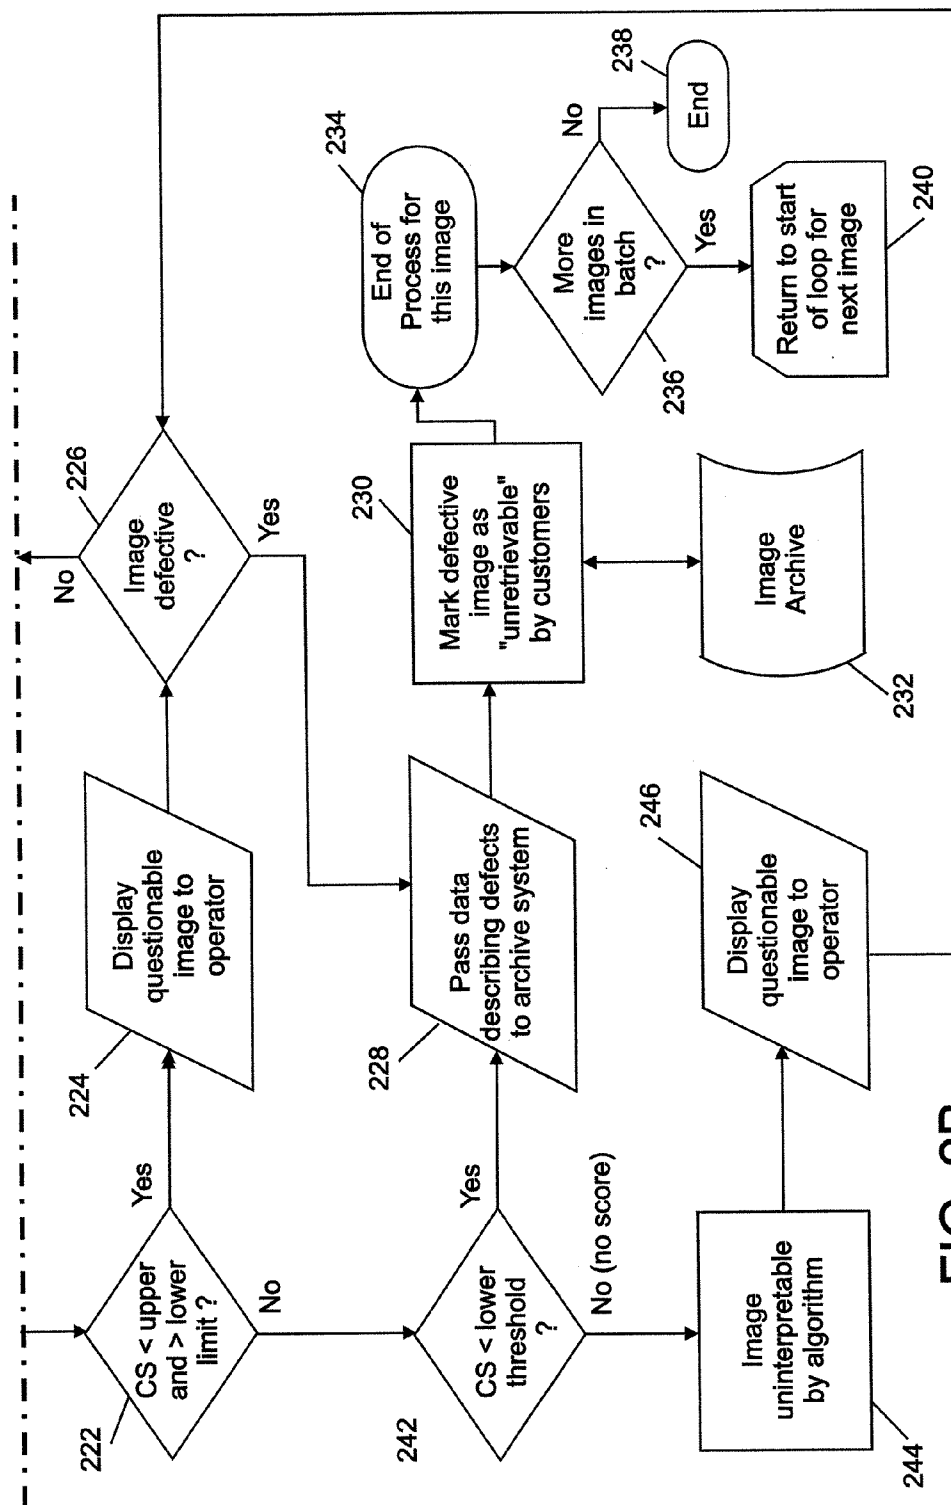 CS < upper
and > lower
limit ?
222
Yes
No
Display
questionable
image to
operator
224
Image
defective
?
226
No
Yes
CS < lower
threshold
?
242
Yes
No (no score)
Pass data
describing defects
to archive system
228
Mark defective
image as
"unretrievable"
by customers
230
End of
Process for
this image
234
More
images in
batch
?
236
No
Yes
End
238
Return to start
of loop for
next image
240
Image
Archive
232
Image
uninterpretable
by algorithm
244
Display
questionable
image to
operator
246
FIG.